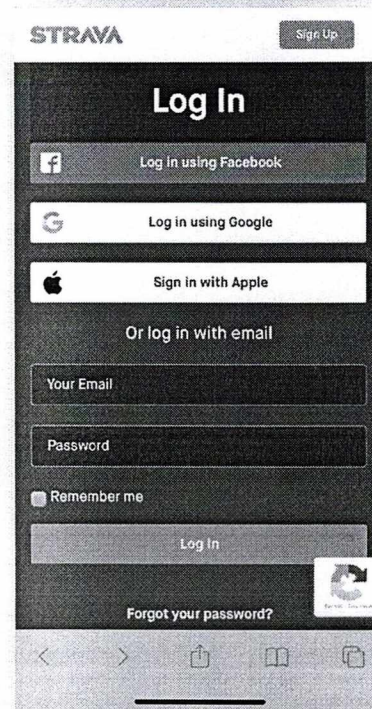 STRAVA
Sign Up
Log In
Log in using Facebook
Log in using Google
Sign in with Apple
Or log in with email
Your Email
Password
Remember me
Log In
Forgot your password?